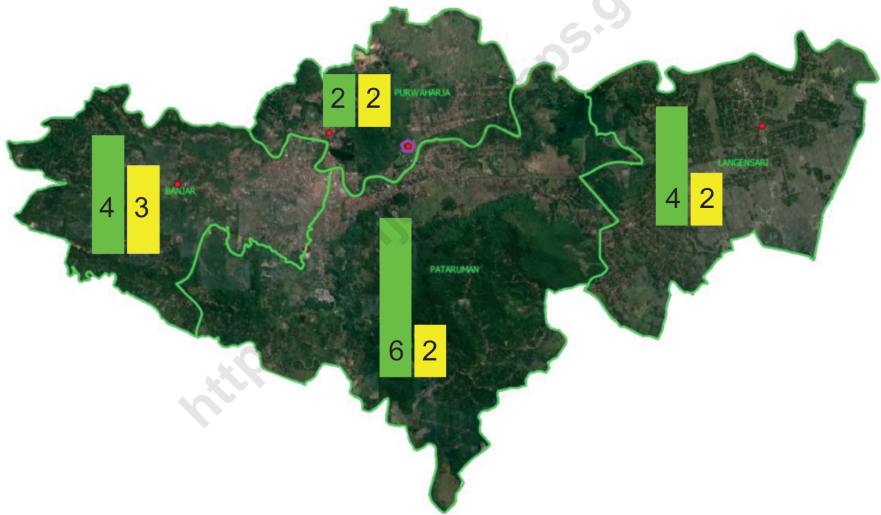 2 2
PURWAHARJA
4 3
BANJAR
4 2
LANGENSARI
PATARUMAN
6 2